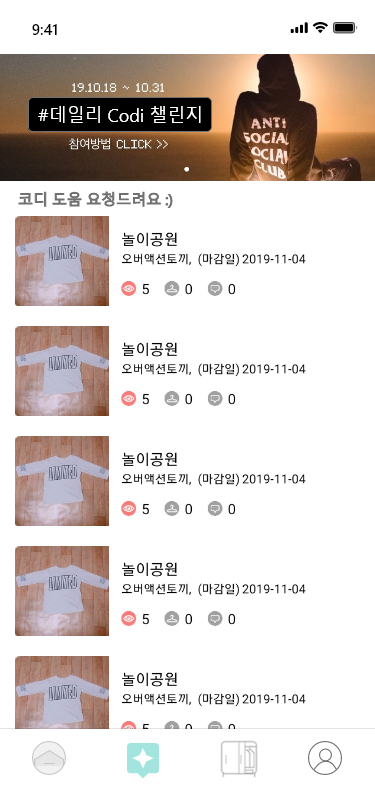 9:41
19.10.18 ~ 10.31
#데일리 Codi 챌린지
참여방법 CLICK >>
ANTI
SOCIAL
SOCIAL
CLUB
코디 도움 요청드려요 :)
놀이공원
오버액션토끼, (마감일) 2019-11-04
5 0 0
놀이공원
오버액션토끼, (마감일) 2019-11-04
5 0 0
놀이공원
오버액션토끼, (마감일) 2019-11-04
5 0 0
놀이공원
오버액션토끼, (마감일) 2019-11-04
5 0 0
놀이공원
오버액션토끼, (마감일) 2019-11-04
5 0 0